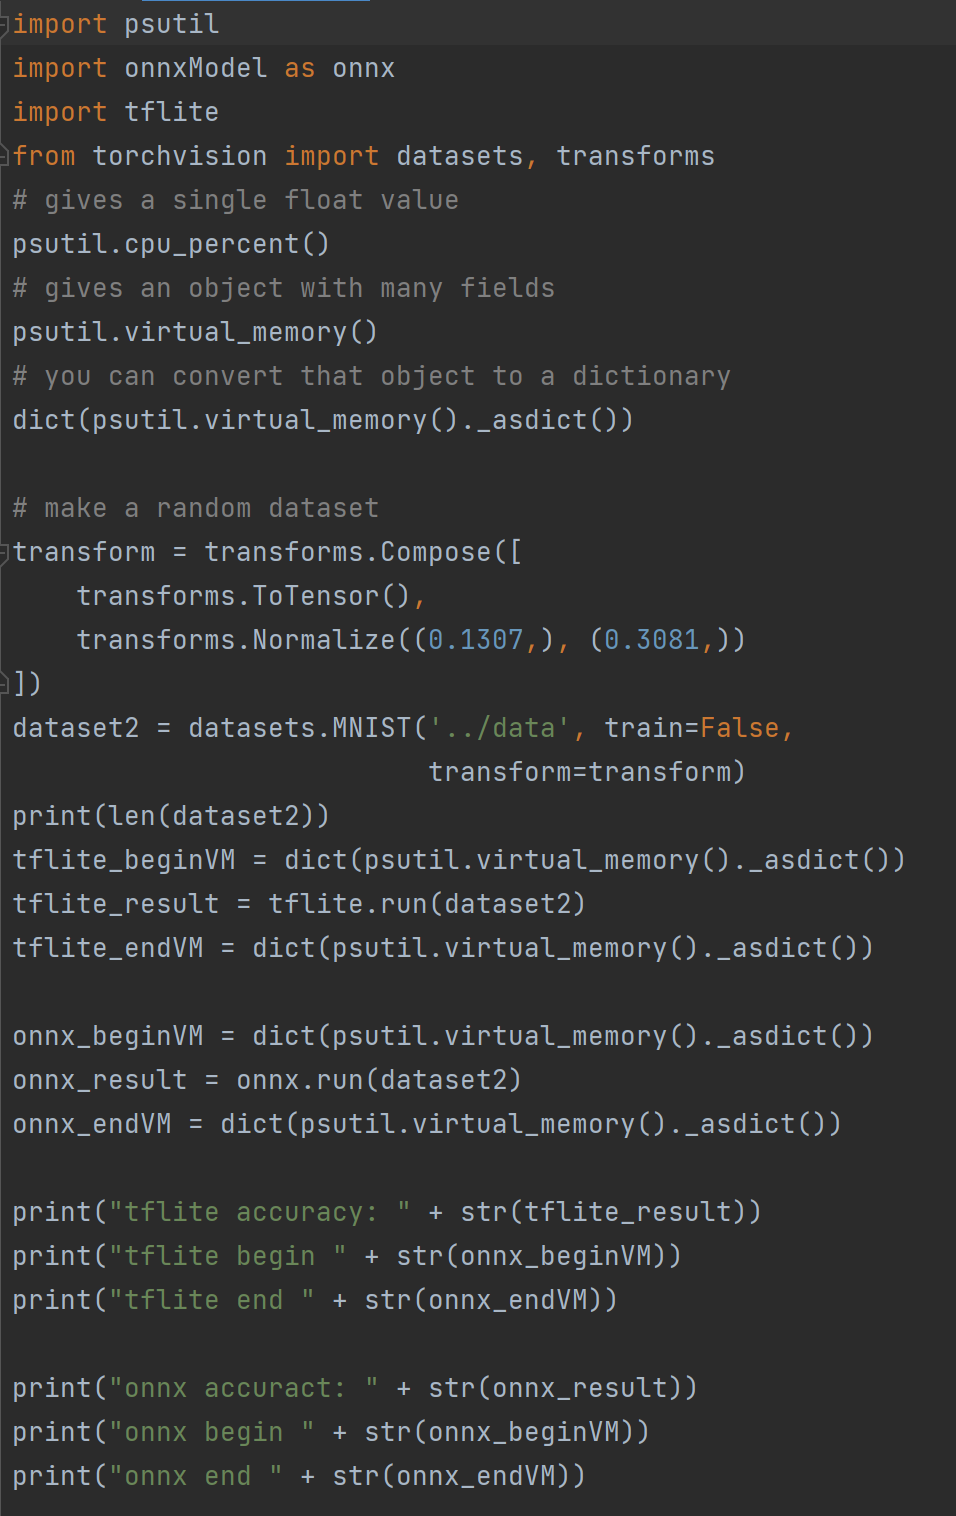 import psutil
import onnxModel as onnx
import tflite
from torchvision import datasets, transforms
# gives a single float value
psutil.cpu_percent()
# gives an object with many fields
psutil.virtual_memory()
# you can convert that object to a dictionary
dict(psutil.virtual_memory()._asdict())

# make a random dataset
transform = transforms.Compose([
    transforms.ToTensor(),
    transforms.Normalize((0.1307,), (0.3081,))
])
dataset2 = datasets.MNIST('../data', train=False,
                          transform=transform)
print(len(dataset2))
tflite_beginVM = dict(psutil.virtual_memory()._asdict())
tflite_result = tflite.run(dataset2)
tflite_endVM = dict(psutil.virtual_memory()._asdict())

onnx_beginVM = dict(psutil.virtual_memory()._asdict())
onnx_result = onnx.run(dataset2)
onnx_endVM = dict(psutil.virtual_memory()._asdict())

print("tflite accuracy: " + str(tflite_result))
print("tflite begin " + str(onnx_beginVM))
print("tflite end " + str(onnx_endVM))

print("onnx accuract: " + str(onnx_result))
print("onnx begin " + str(onnx_beginVM))
print("onnx end " + str(onnx_endVM))